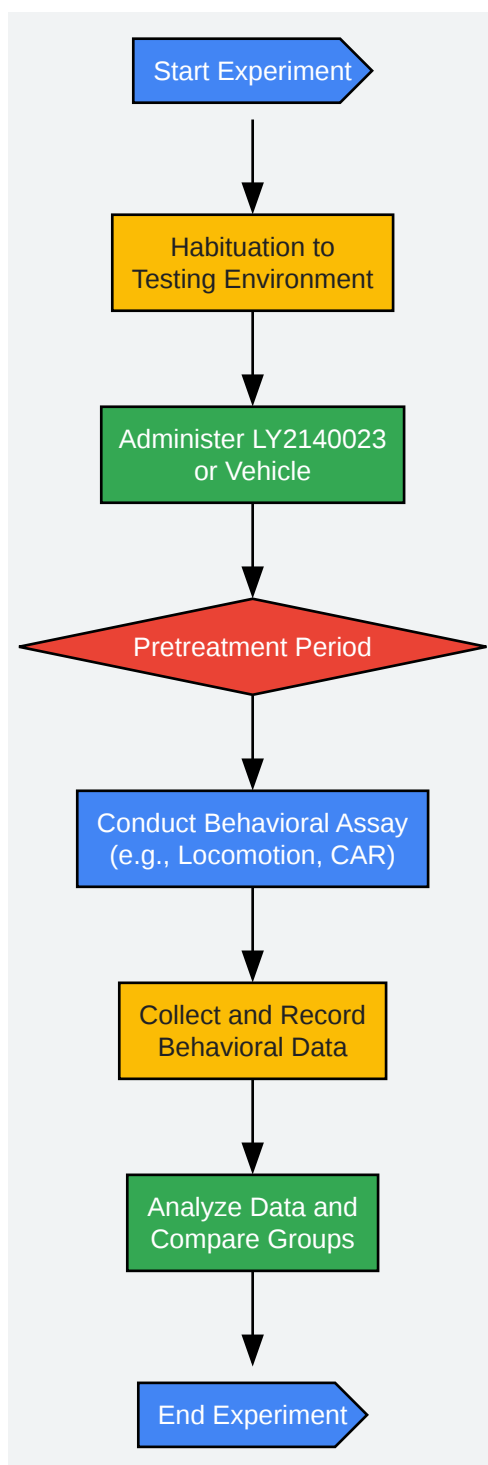 Start Experiment
Habituation to
Testing Environment
Administer LY2140023
or Vehicle
Pretreatment Period
Conduct Behavioral Assay
(e.g., Locomotion, CAR)
Collect and Record
Behavioral Data
Analyze Data and
Compare Groups
End Experiment